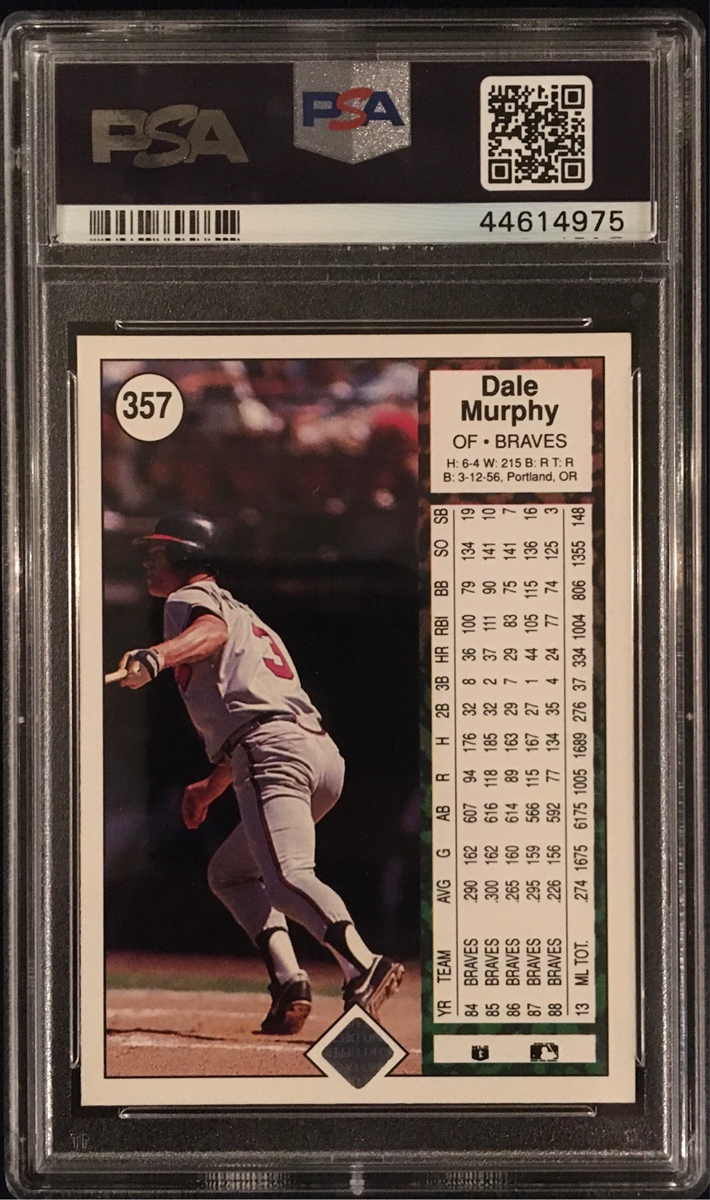 PSA
PSA
44614975
357
Dale
Murphy
OF • BRAVES
H: 6-4 W: 215 B: R T: R
B: 3-12-56, Portland, OR
YR TEAM AVG G AB R H 2B 3B HR RBI BB SO SB
84 BRAVES .290 162 607 94 176 32 8 36 100 79 134 19
85 BRAVES .300 162 616 118 185 32 2 37 111 90 141 10
86 BRAVES .265 160 614 89 163 29 7 29 83 75 141 7
87 BRAVES .295 159 566 115 167 27 1 44 105 115 136 16
88 BRAVES .226 156 592 77 134 35 4 24 77 74 125 3
13 ML TOT. .274 1675 6175 1005 1689 276 37 334 1004 806 1355 148
3